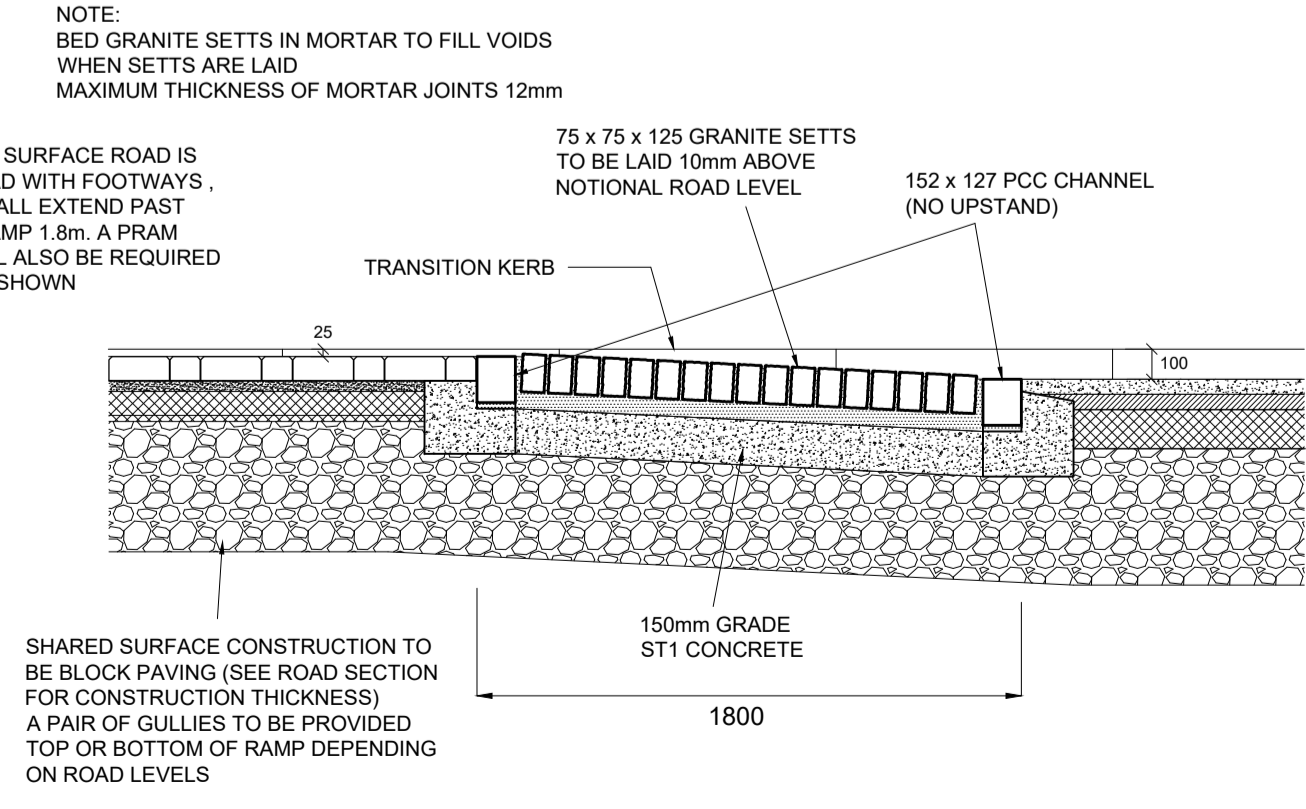 NOTE:
BED GRANITE SETTS IN MORTAR TO FILL VOIDS
WHEN SETTS ARE LAID
MAXIMUM THICKNESS OF MORTAR JOINTS 12mm
SURFACE ROAD IS
AD WITH FOOTWAYS ,
ALL EXTEND PAST
AMP 1.8m. A PRAM
L ALSO BE REQUIRED
SHOWN
75 x 75 x 125 GRANITE SETTS
TO BE LAID 10mm ABOVE
NOTIONAL ROAD LEVEL
152 x 127 PCC CHANNEL
(NO UPSTAND)
TRANSITION KERB
25
100
150mm GRADE
ST1 CONCRETE
1800
SHARED SURFACE CONSTRUCTION TO
BE BLOCK PAVING (SEE ROAD SECTION
FOR CONSTRUCTION THICKNESS)
A PAIR OF GULLIES TO BE PROVIDED
TOP OR BOTTOM OF RAMP DEPENDING
ON ROAD LEVELS